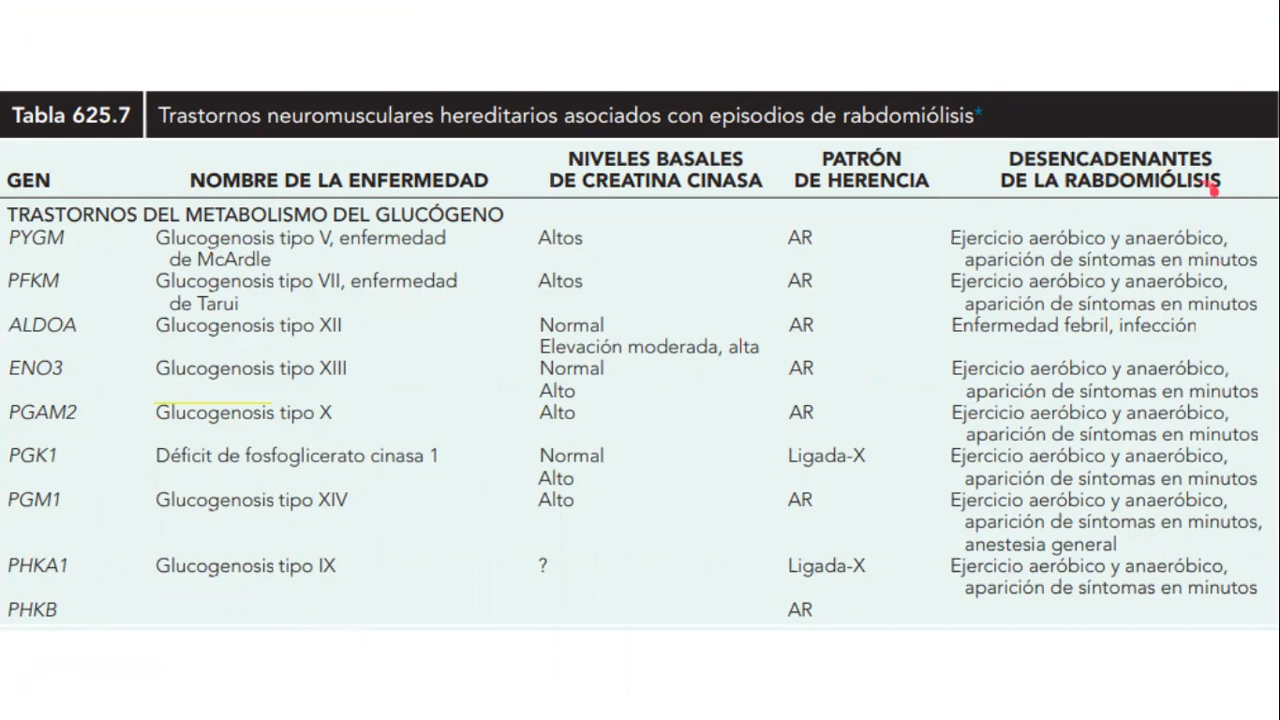 Tabla 625.7 Trastornos neuromusculares hereditarios asociados con episodios de rabdomiólisis*
NIVELES BASALES PATRÓN DESENCADENANTES
GEN NOMBRE DE LA ENFERMEDAD DE CREATINA CINASA DE HERENCIA DE LA RABDOMIÓLISIS
TRASTORNOS DEL METABOLISMO DEL GLUCÓGENO
PYGM Glucogenosis tipo V, enfermedad Altos AR Ejercicio aeróbico y anaeróbico,
de McArdle aparición de síntomas en minutos
PFKM Glucogenosis tipo VII, enfermedad Altos AR Ejercicio aeróbico y anaeróbico,
de Tarui aparición de síntomas en minutos
ALDOA Glucogenosis tipo XII Normal AR Enfermedad febril, infección
Elevación moderada, alta
ENO3 Glucogenosis tipo XIII Normal AR Ejercicio aeróbico y anaeróbico,
Alto aparición de síntomas en minutos
PGAM2 Glucogenosis tipo X Alto AR Ejercicio aeróbico y anaeróbico,
aparición de síntomas en minutos
PGK1 Déficit de fosfoglicerato cinasa 1 Normal Ligada-X Ejercicio aeróbico y anaeróbico,
Alto aparición de síntomas en minutos
PGM1 Glucogenosis tipo XIV Alto AR Ejercicio aeróbico y anaeróbico,
aparición de síntomas en minutos,
anestesia general
PHKA1 Glucogenosis tipo IX ? Ligada-X Ejercicio aeróbico y anaeróbico,
aparición de síntomas en minutos
PHKB AR